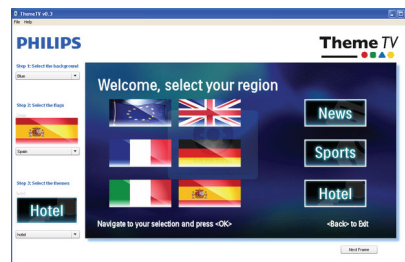 ThemeTV v0.3
File Help
PHILIPS
Theme TV
Step 1: Select the background
Blue
Step 2: Select the flags
Spain
Step 3: Select the themes
Hotel
Hotel
Welcome, select your region
News
Sports
Hotel
Navigate to your selection and press <OK>
<Back> to Exit
Next Frame